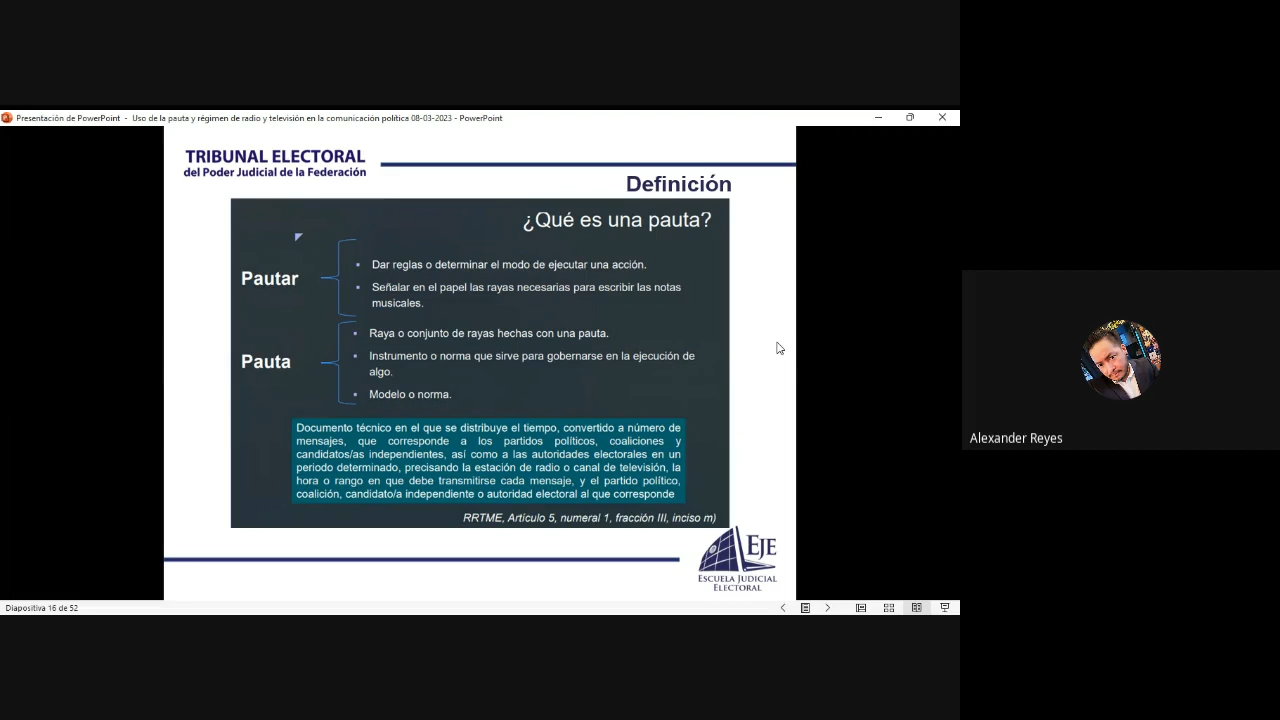 Presentación de PowerPoint - Uso de la pauta y régimen de radio y televisión en la comunicación política 08-03-2023 - PowerPoint
TRIBUNAL ELECTORAL
del Poder Judicial de la Federación
Definición
¿Qué es una pauta?
Pautar
Dar reglas o determinar el modo de ejecutar una acción.
Señalar en el papel las rayas necesarias para escribir las notas
musicales.
Pauta
Raya o conjunto de rayas hechas con una pauta.
Instrumento o norma que sirve para gobernarse en la ejecución de
algo.
Modelo o norma.
Documento técnico en el que se distribuye el tiempo, convertido a número de
mensajes, que corresponde a los partidos políticos, coaliciones y
candidatos/as independientes, así como a las autoridades electorales en un
periodo determinado, precisando la estación de radio o canal de televisión, la
hora o rango en que debe transmitirse cada mensaje, y el partido político,
coalición, candidato/a independiente o autoridad electoral al que corresponde
RRTME, Artículo 5, numeral 1, fracción III, inciso m)
EJE
ESCUELA JUDICIAL
ELECTORAL
Diapositiva 16 de 52
Alexander Reyes